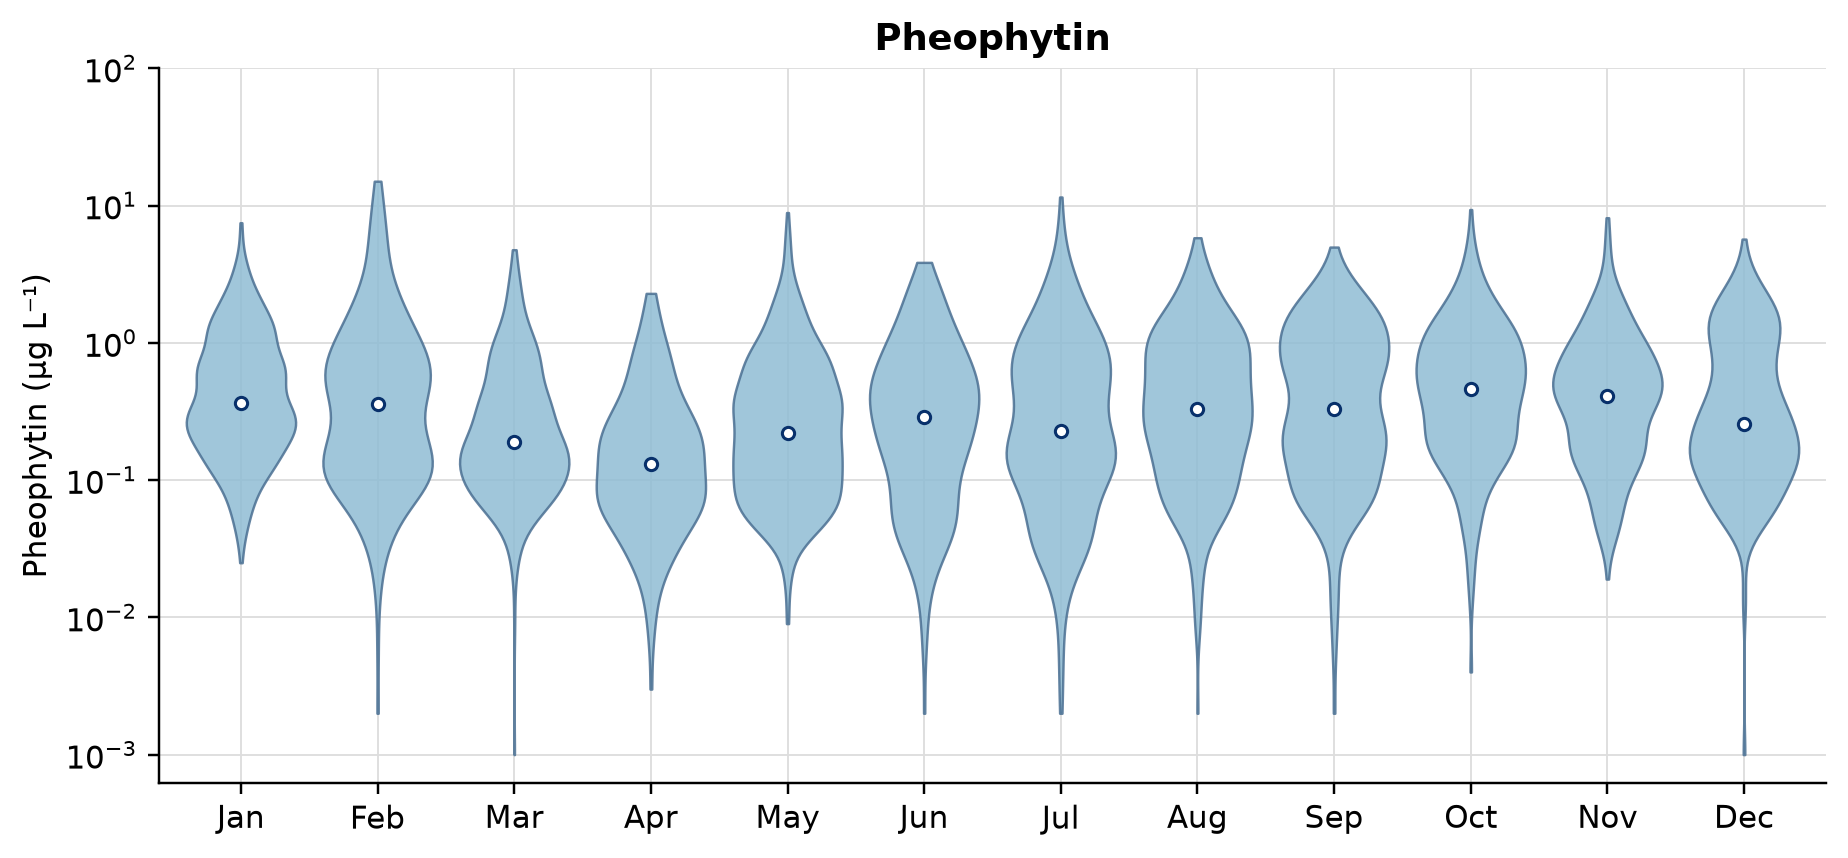 Pheophytin
Pheophytin (µg L⁻¹)
10²
10¹
10⁰
10⁻¹
10⁻²
10⁻³
Jan Feb Mar Apr May Jun Jul Aug Sep Oct Nov Dec